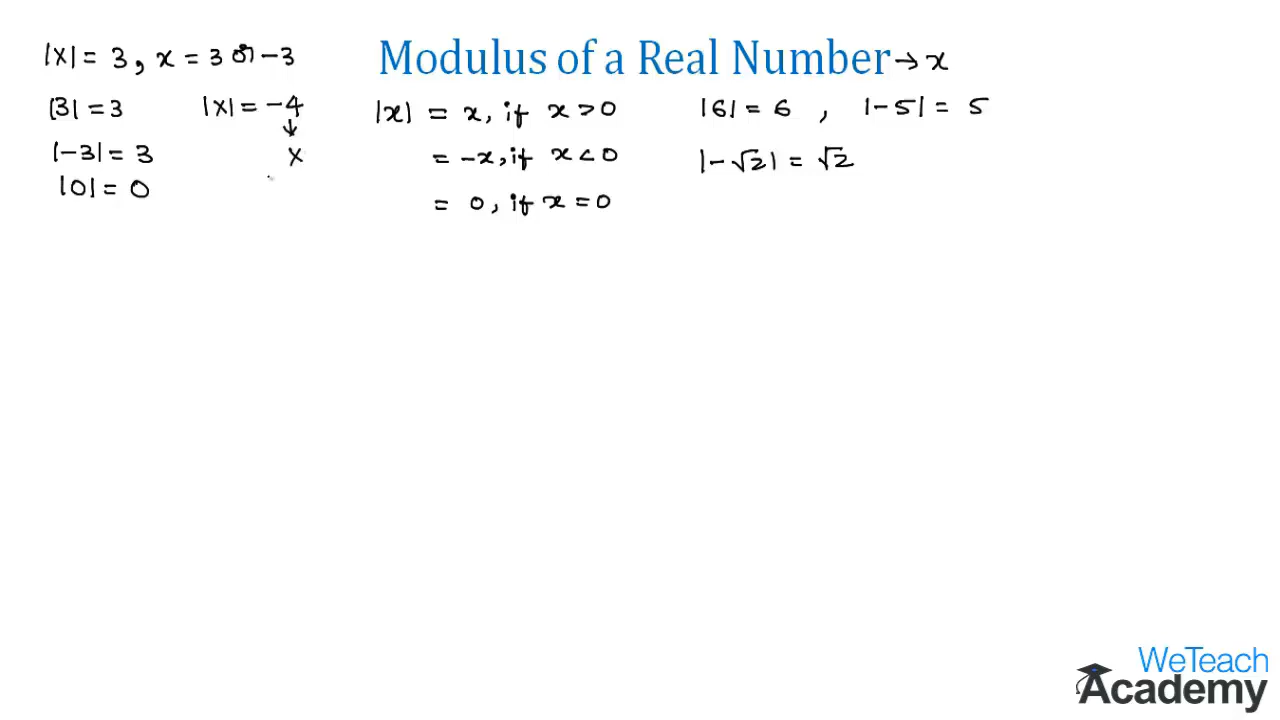 Modulus of a Real Number → x
|x| = 3, x = 3 or -3
|3| = 3
|x| = -4
↓
x
|-3| = 3
|0| = 0
|x| = x, if x > 0
= -x, if x < 0
= 0, if x = 0
|6| = 6 , |-5| = 5
|-√2| = √2
WeTeach
Academy